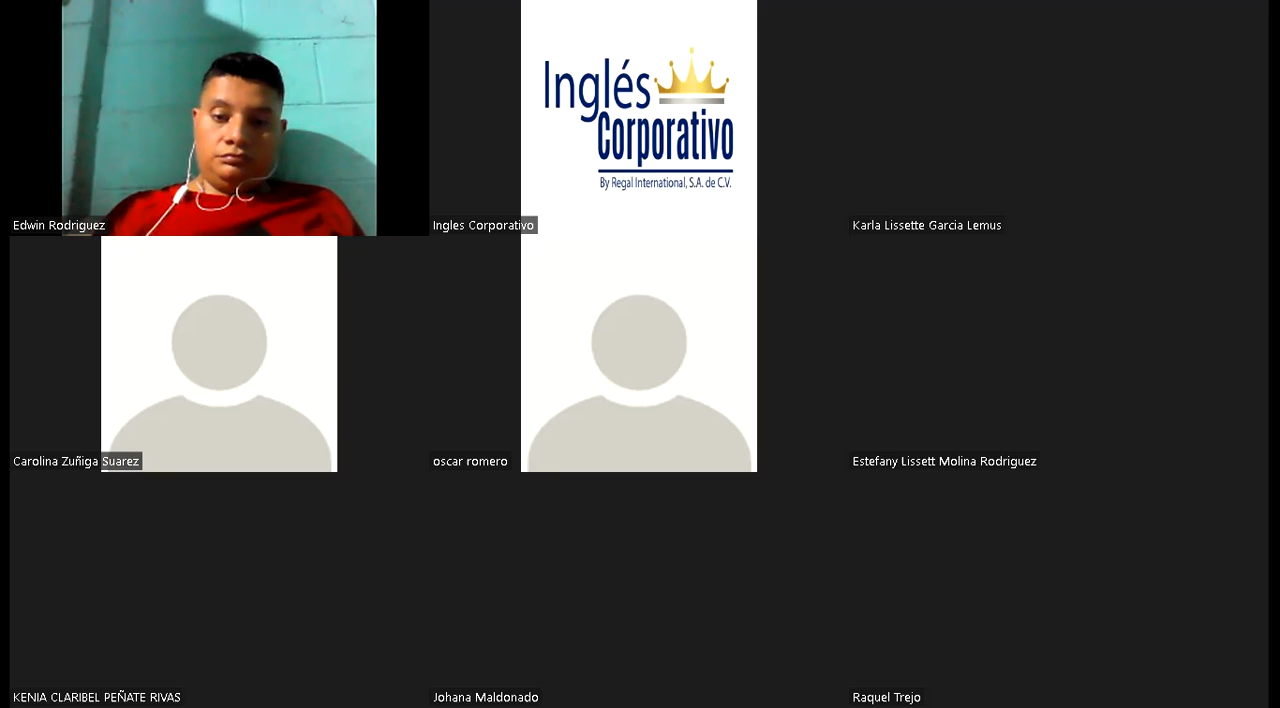 Inglés
Corporativo
By Regal International, S.A. de C.V.
Edwin Rodriguez
Ingles Corporativo
Karla Lissette Garcia Lemus
Carolina Zuñiga Suarez
oscar romero
Estefany Lissett Molina Rodriguez
KENIA CLARIBEL PEÑATE RIVAS
Johana Maldonado
Raquel Trejo